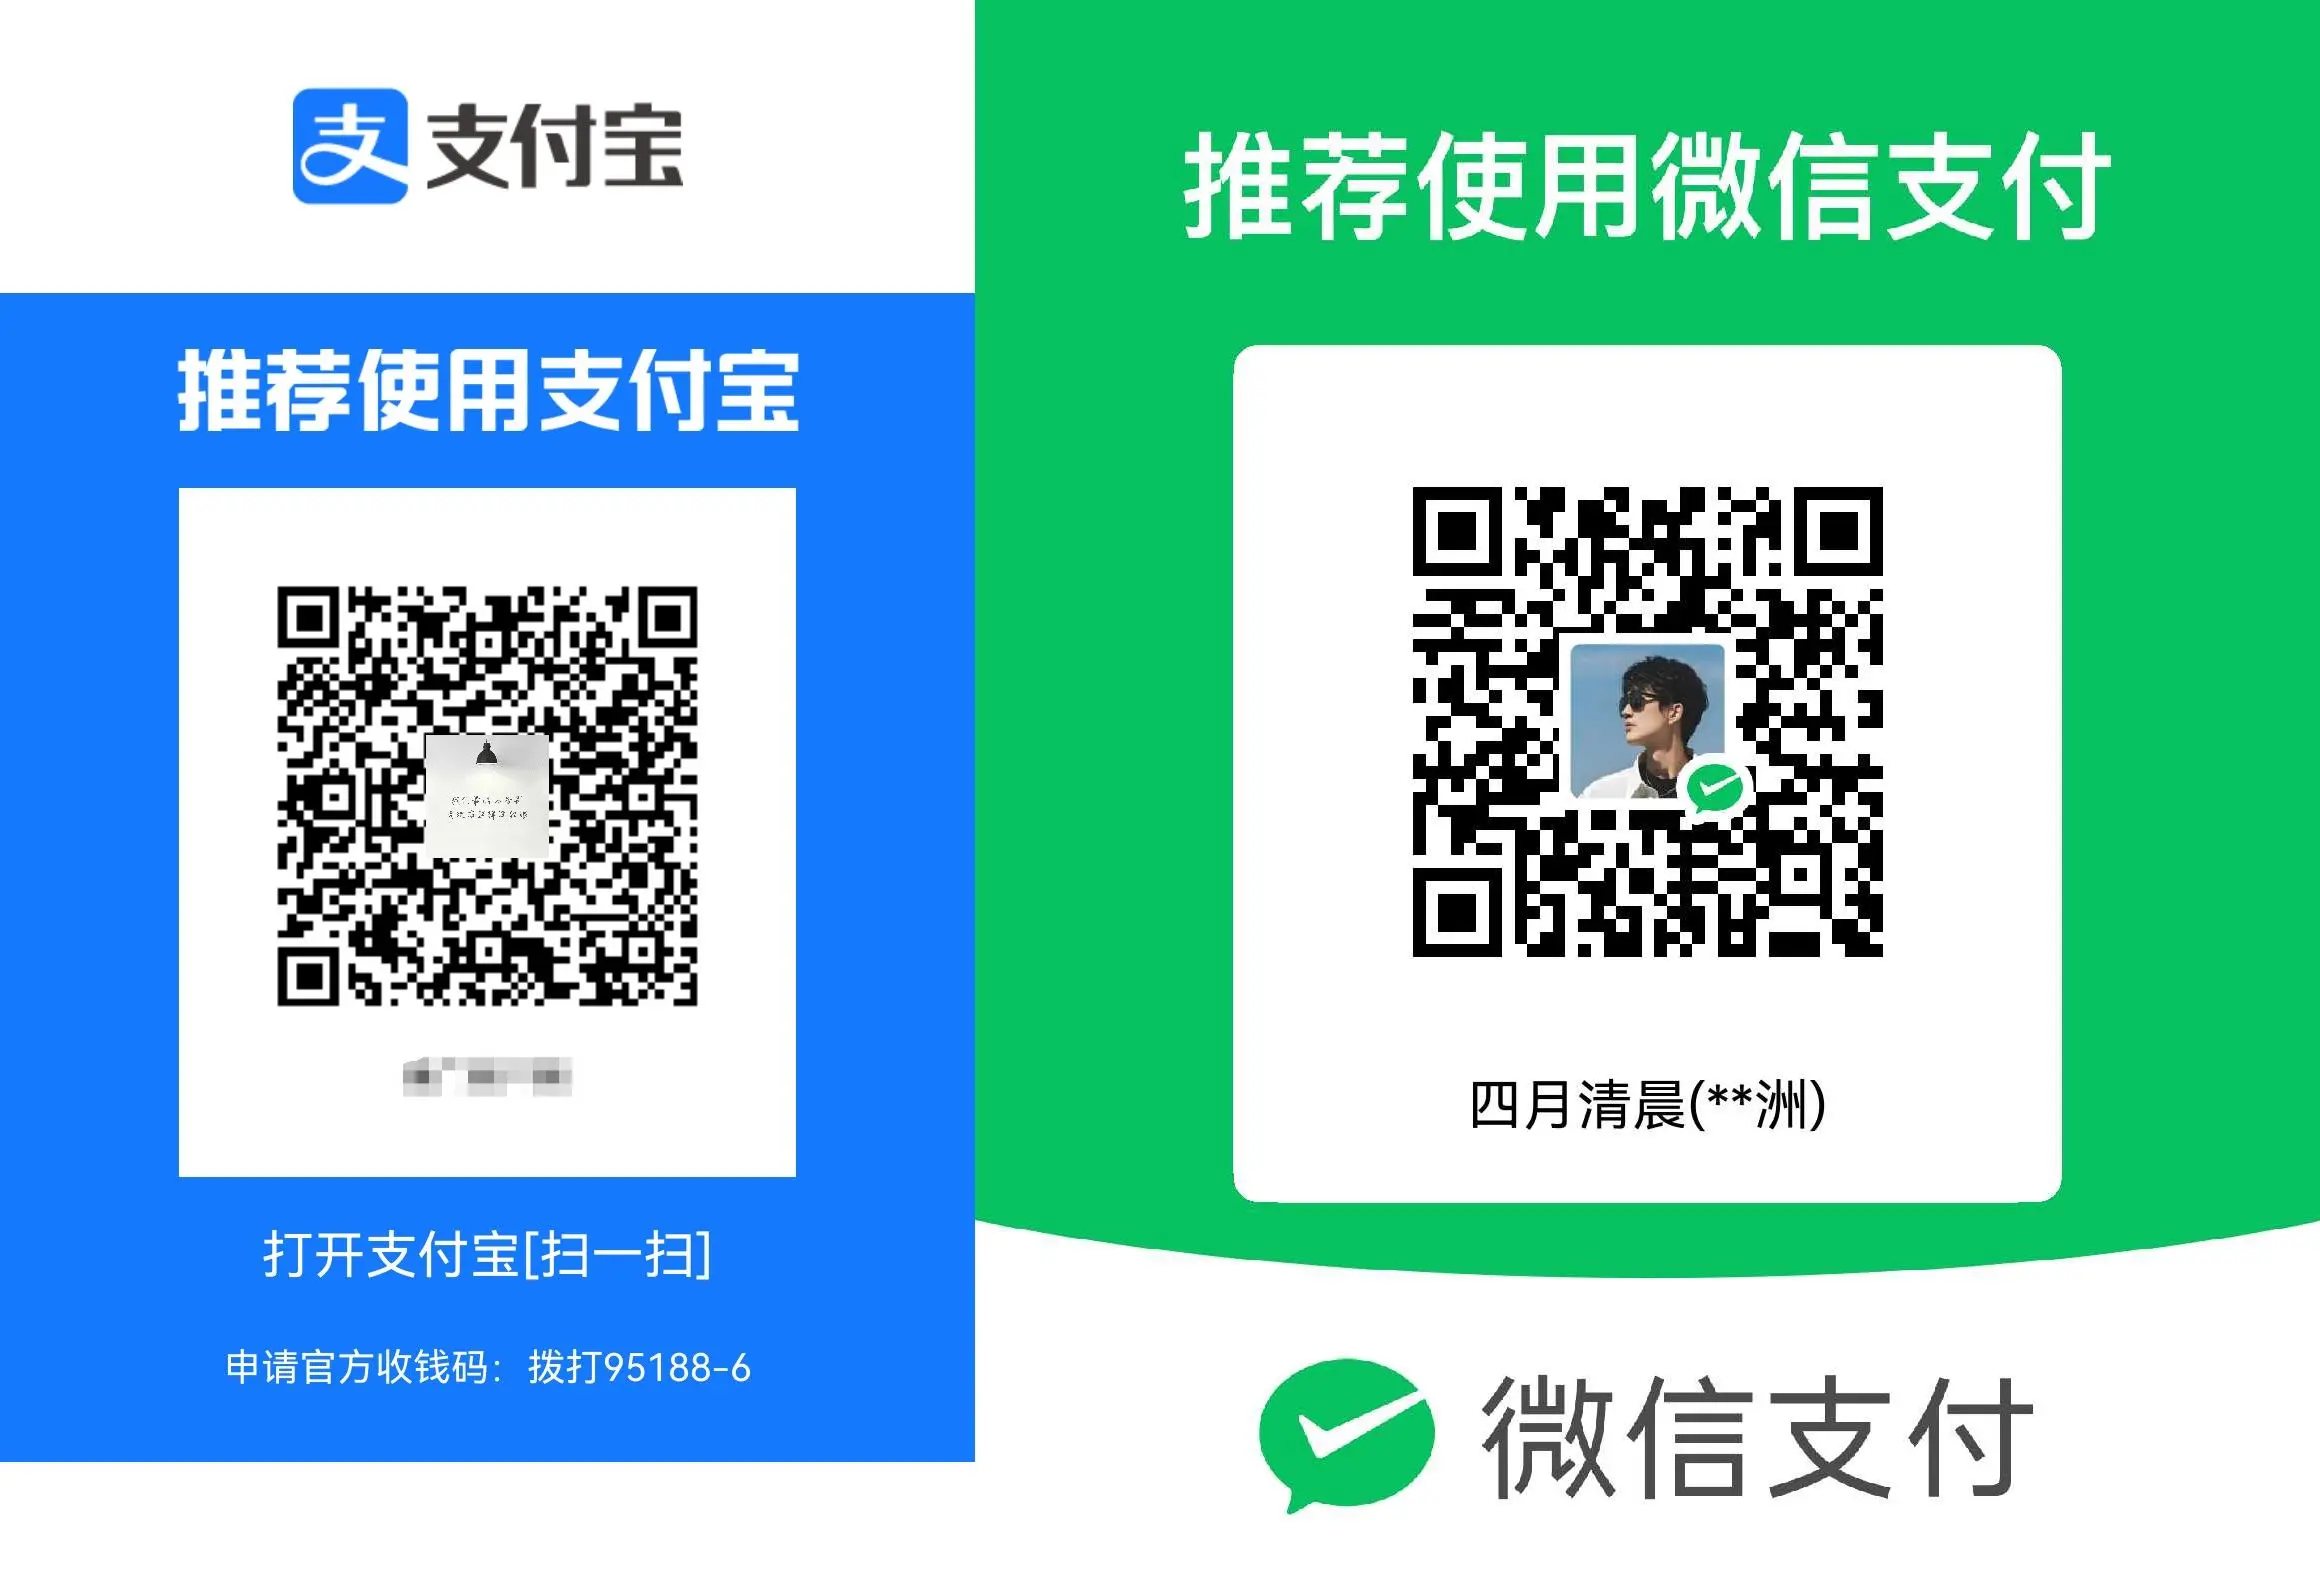 支 支付宝
推荐使用支付宝
打开支付宝[扫一扫]
申请官方收钱码：拨打95188-6
推荐使用微信支付
四月清晨(**洲)
微信支付